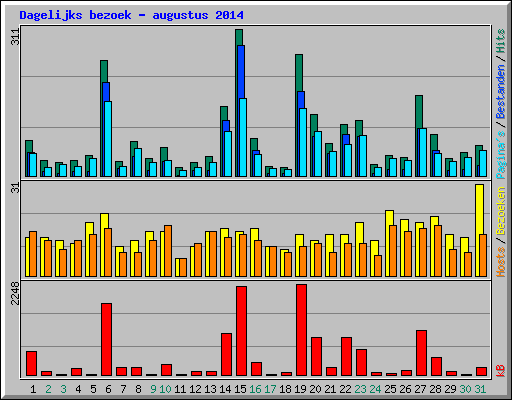 Dagelijks bezoek - augustus 2014
311
31
2248
Hosts / Bezoeken Pagina's / Bestanden / Hits
kB
1 2 3 4 5 6 7 8 9 10 11 12 13 14 15 16 17 18 19 20 21 22 23 24 25 26 27 28 29 30 31